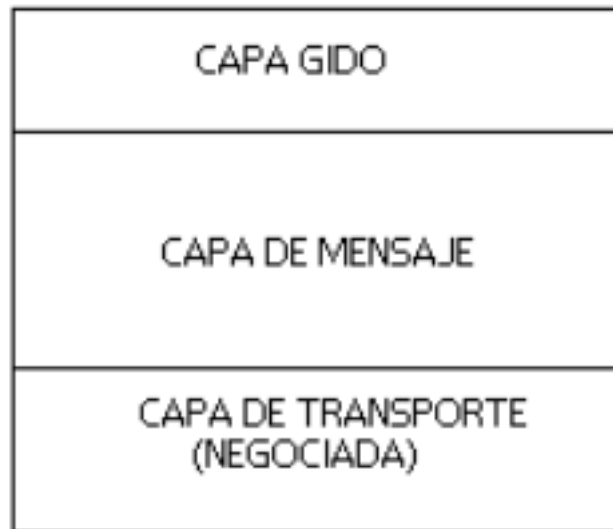 CAPA GIDO
CAPA DE MENSAJE
CAPA DE TRANSPORTE
(NEGOCIADA)